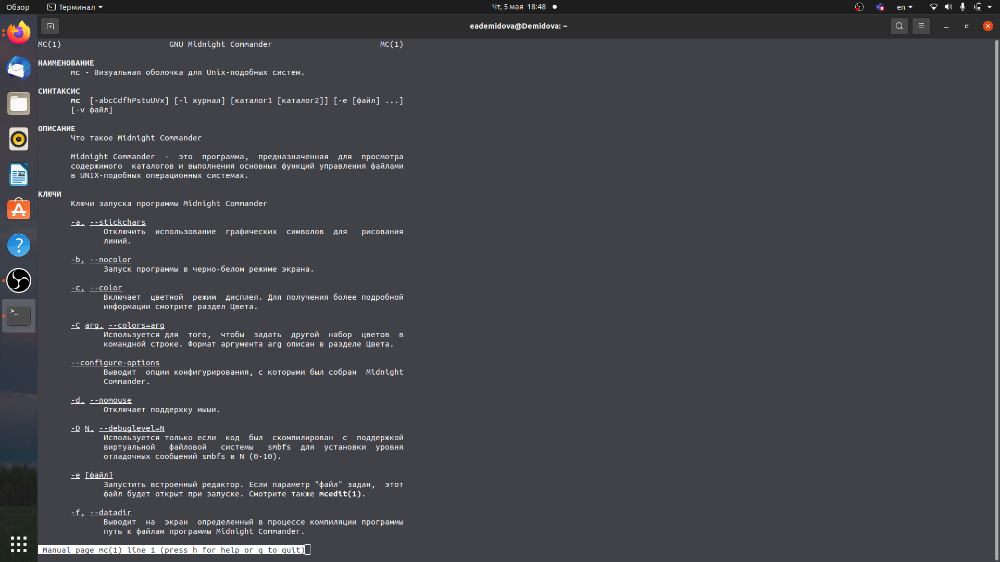 Обзор
Терминал
Чт, 5 мая 18:48
en
eademidova@Demidova: ~
MC(1) GNU Midnight Commander MC(1)
НАИМЕНОВАНИЕ
mc - Визуальная оболочка для Unix-подобных систем.
СИНТАКСИС
mc [-abcCdfhPstuUVx] [-l журнал] [каталог1 [каталог2]] [-e [файл] ...]
[-v файл]
ОПИСАНИЕ
Что такое Midnight Commander
Midnight Commander - это программа, предназначенная для просмотра
содержимого каталогов и выполнения основных функций управления файлами
в UNIX-подобных операционных системах.
КЛЮЧИ
Ключи запуска программы Midnight Commander
-a, --stickchars
Отключить использование графических символов для рисования
линий.
-b, --nocolor
Запуск программы в черно-белом режиме экрана.
-c, --color
Включает цветной режим дисплея. Для получения более подробной
информации смотрите раздел Цвета.
-C arg, --colors=arg
Используется для того, чтобы задать другой набор цветов в
командной строке. Формат аргумента arg описан в разделе Цвета.
--configure-options
Выводит опции конфигурирования, с которыми был собран Midnight
Commander.
-d, --nomouse
Отключает поддержку мыши.
-D N, --debuglevel=N
Используется только если код был скомпилирован с поддержкой
виртуальной файловой системы smbfs для установки уровня
отладочных сообщений smbfs в N (0-10).
-e [файл]
Запустить встроенный редактор. Если параметр "файл" задан, этот
файл будет открыт при запуске. Смотрите также mcedit(1).
-f, --datadir
Выводит на экран определенный в процессе компиляции программы
путь к файлам программы Midnight Commander.
Manual page mc(1) line 1 (press h for help or q to quit)